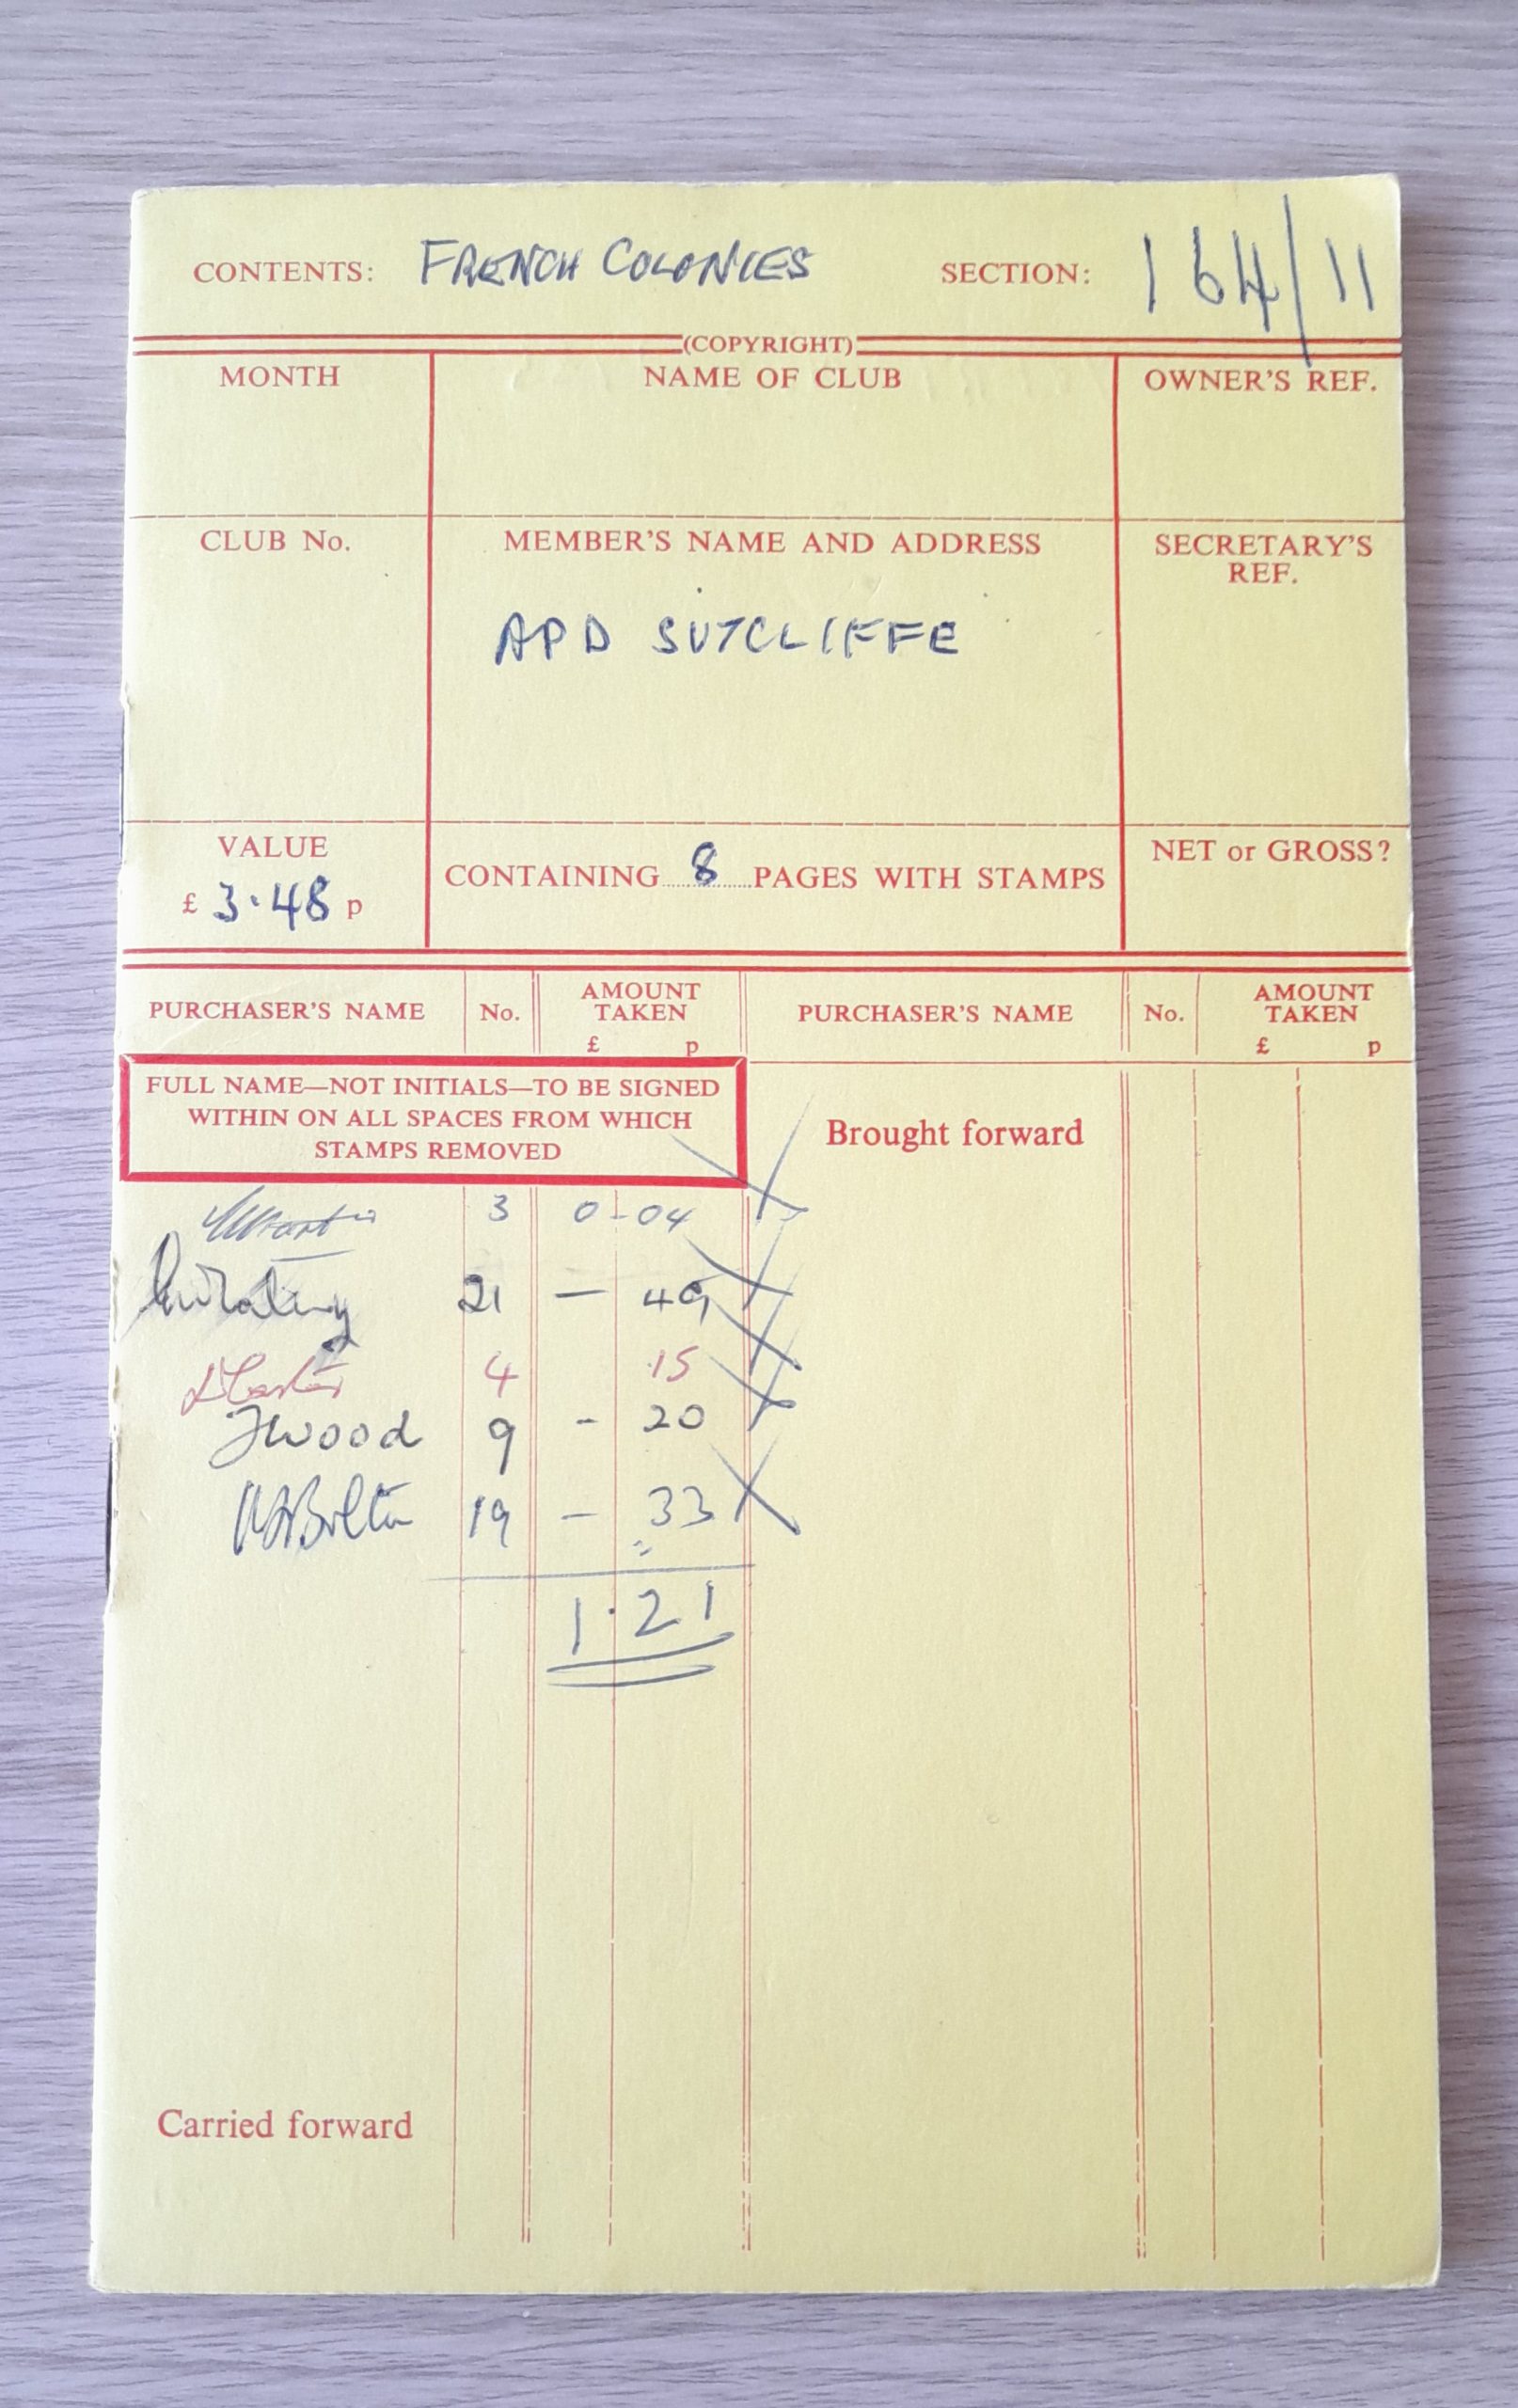 CONTENTS: FRENCH COLONIES SECTION: 164/11
(COPYRIGHT)
MONTH NAME OF CLUB OWNER'S REF.
CLUB No. MEMBER'S NAME AND ADDRESS SECRETARY'S REF.
APD SUTCLIFFE
VALUE
£ 3.48 p
CONTAINING 8 PAGES WITH STAMPS
NET or GROSS?
PURCHASER'S NAME No. AMOUNT TAKEN £ p PURCHASER'S NAME No. AMOUNT TAKEN £ p
FULL NAME—NOT INITIALS—TO BE SIGNED
WITHIN ON ALL SPACES FROM WHICH
STAMPS REMOVED
Brought forward
3 0-04
21 — 49
4 .15
JWood 9 - 20
Bolton 19 — 33
1.21
Carried forward